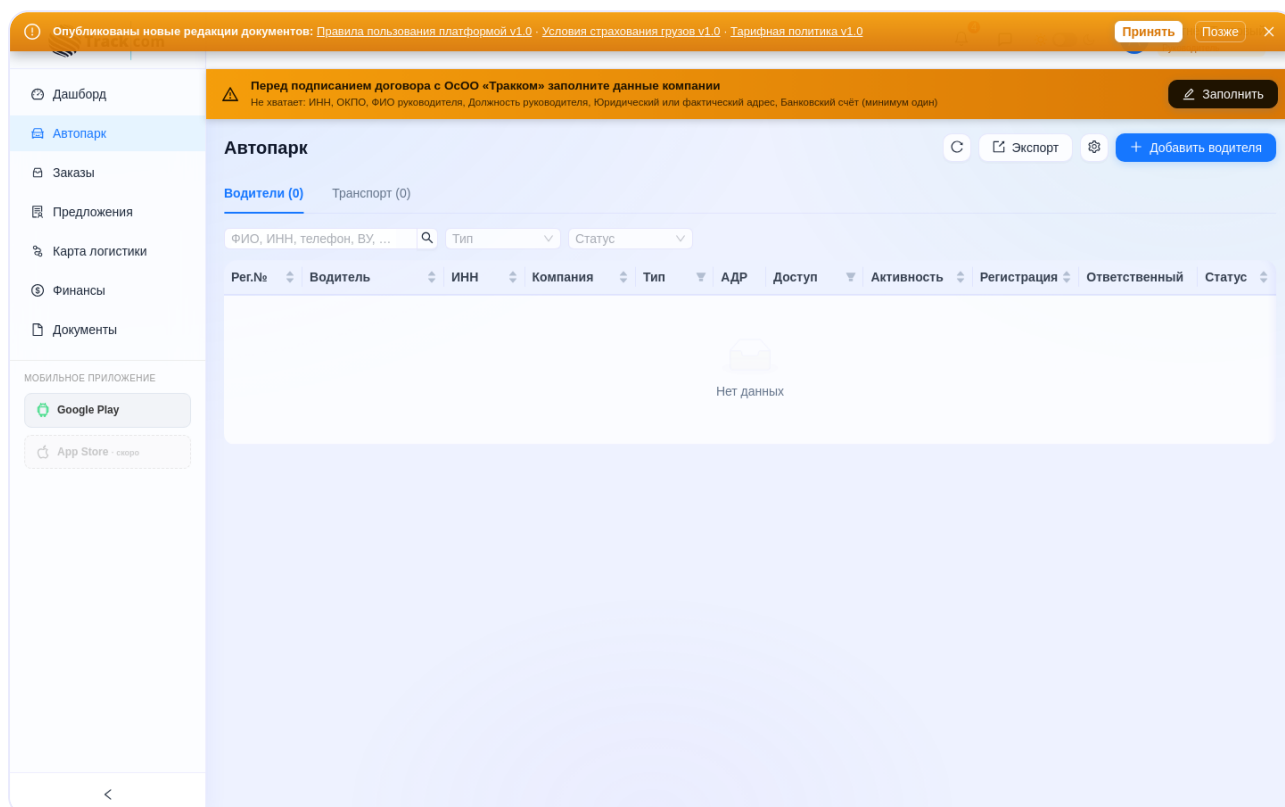 Опубликованы новые редакции документов: Правила пользования платформой v1.0 · Условия страхования грузов v1.0 · Тарифная политика v1.0
Принять
Позже
Track.com
Перед подписанием договора с ОсОО «Тракком» заполните данные компании
Не хватает: ИНН, ОКПО, ФИО руководителя, Должность руководителя, Юридический или фактический адрес, Банковский счёт (минимум один)
Заполнить
Дашборд
Автопарк
Заказы
Предложения
Карта логистики
Финансы
Документы
МОБИЛЬНОЕ ПРИЛОЖЕНИЕ
Google Play
App Store · скоро
Автопарк
Экспорт
Добавить водителя
Водители (0)
Транспорт (0)
ФИО, ИНН, телефон, ВУ, …
Тип
Статус
Рег.№ Водитель ИНН Компания Тип АДР Доступ Активность Регистрация Ответственный Статус
Нет данных